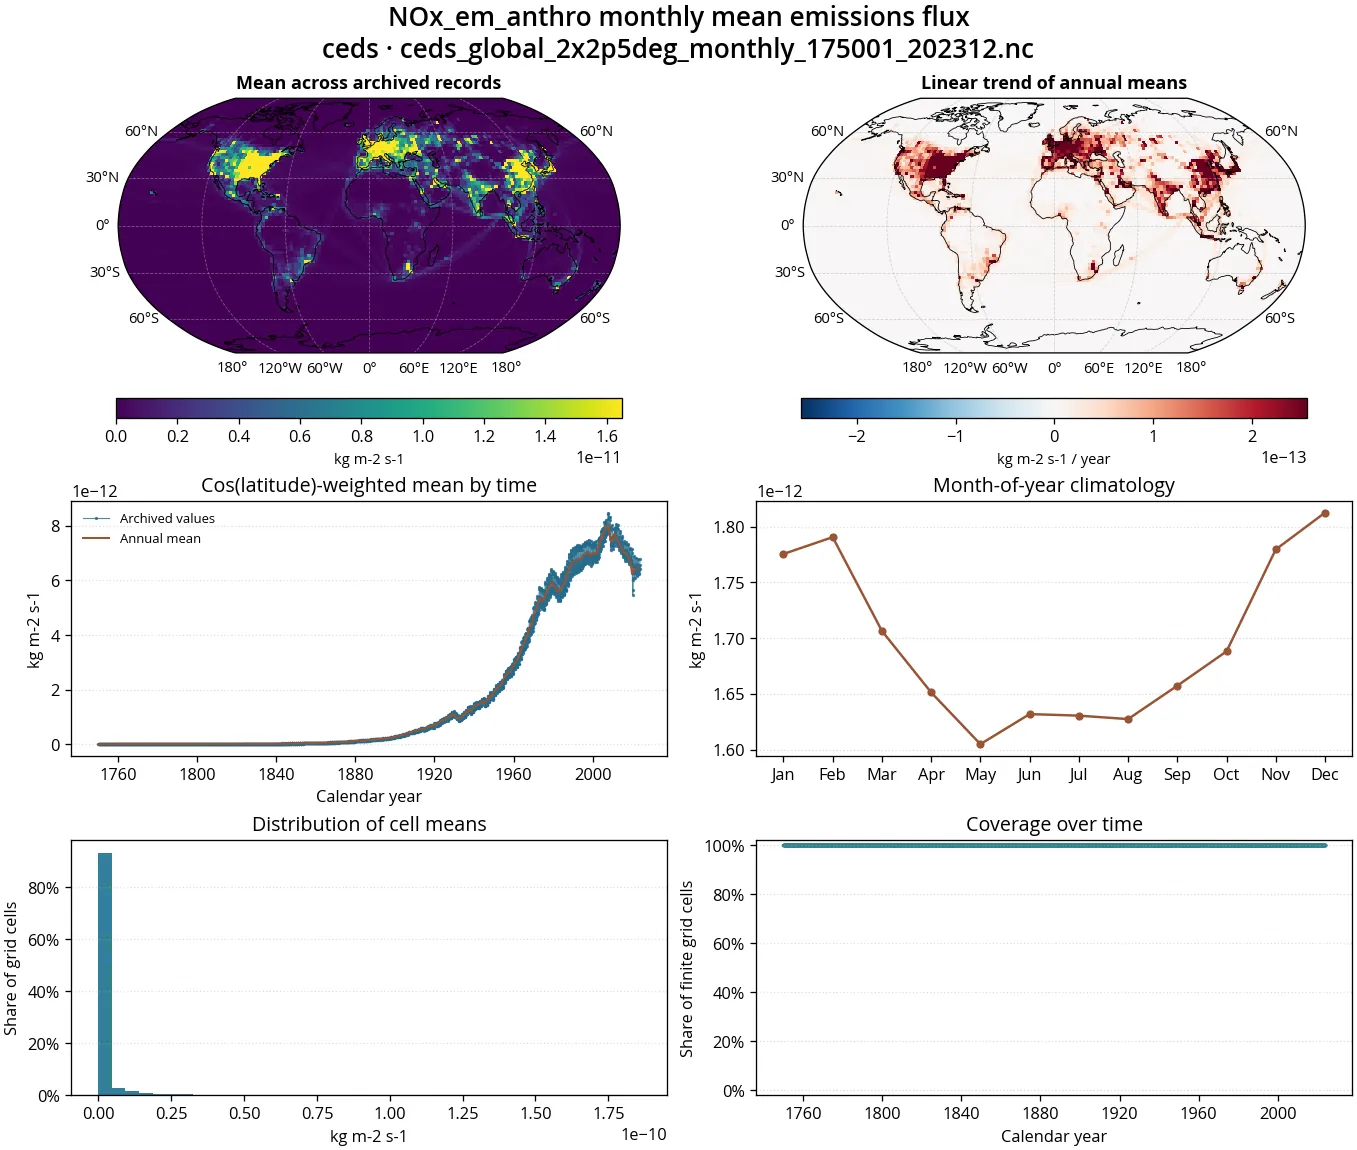 NOx_em_anthro monthly mean emissions flux
ceds · ceds_global_2x2p5deg_monthly_175001_202312.nc
Mean across archived records
60°N 60°N
30°N
0°
30°S
60°S 60°S
180° 120°W 60°W 0° 60°E 120°E 180°
0.0 0.2 0.4 0.6 0.8 1.0 1.2 1.4 1.6
kg m-2 s-1 1e−11
Linear trend of annual means
60°N 60°N
30°N
0°
30°S
60°S 60°S
180° 120°W 60°W 0° 60°E 120°E 180°
−2 −1 0 1 2
kg m-2 s-1 / year 1e−13
Cos(latitude)-weighted mean by time
1e−12
Archived values
Annual mean
8
6
4
2
0
kg m-2 s-1
1760 1800 1840 1880 1920 1960 2000
Calendar year
Month-of-year climatology
1e−12
1.80
1.75
1.70
1.65
1.60
kg m-2 s-1
Jan Feb Mar Apr May Jun Jul Aug Sep Oct Nov Dec
Distribution of cell means
80%
60%
40%
20%
0%
Share of grid cells
0.00 0.25 0.50 0.75 1.00 1.25 1.50 1.75
kg m-2 s-1 1e−10
Coverage over time
100%
80%
60%
40%
20%
0%
Share of finite grid cells
1760 1800 1840 1880 1920 1960 2000
Calendar year